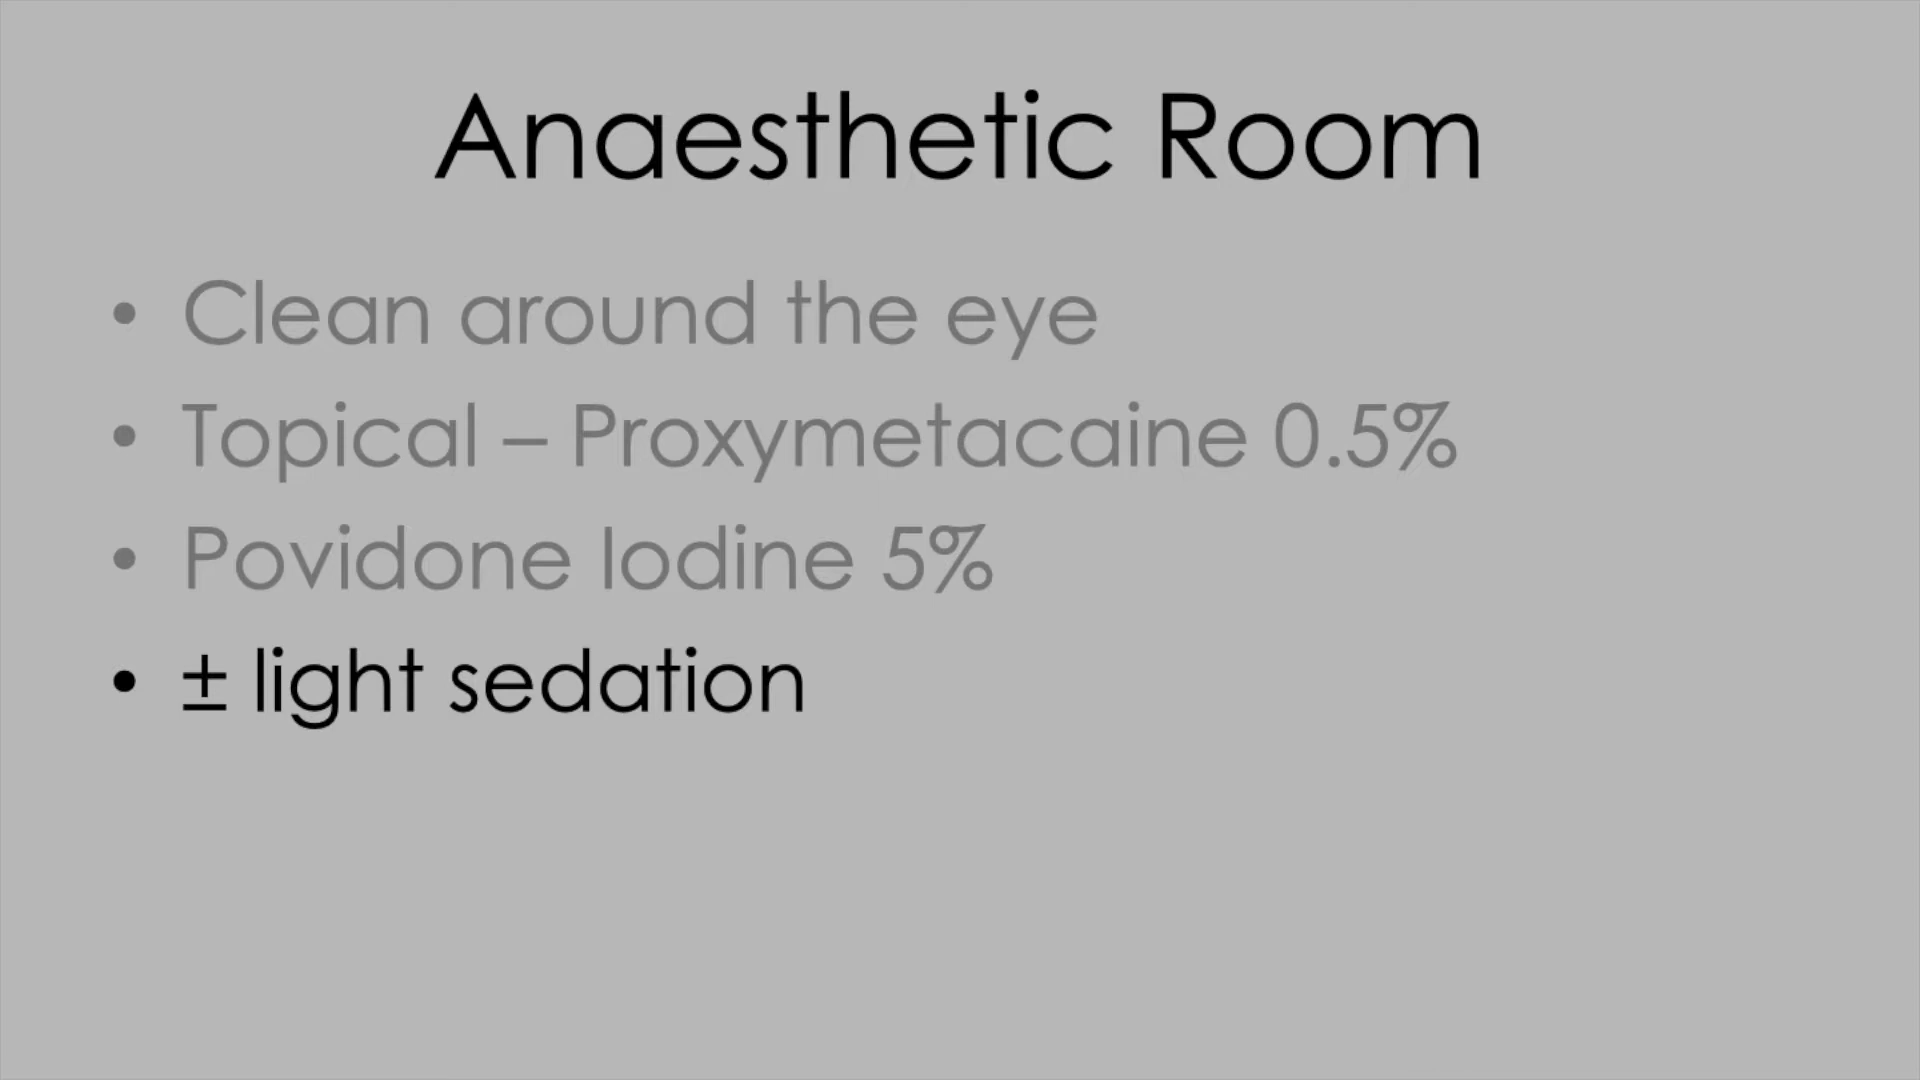 Anaesthetic Room
• Clean around the eye
• Topical – Proxymetacaine 0.5%
• Povidone Iodine 5%
• ± light sedation